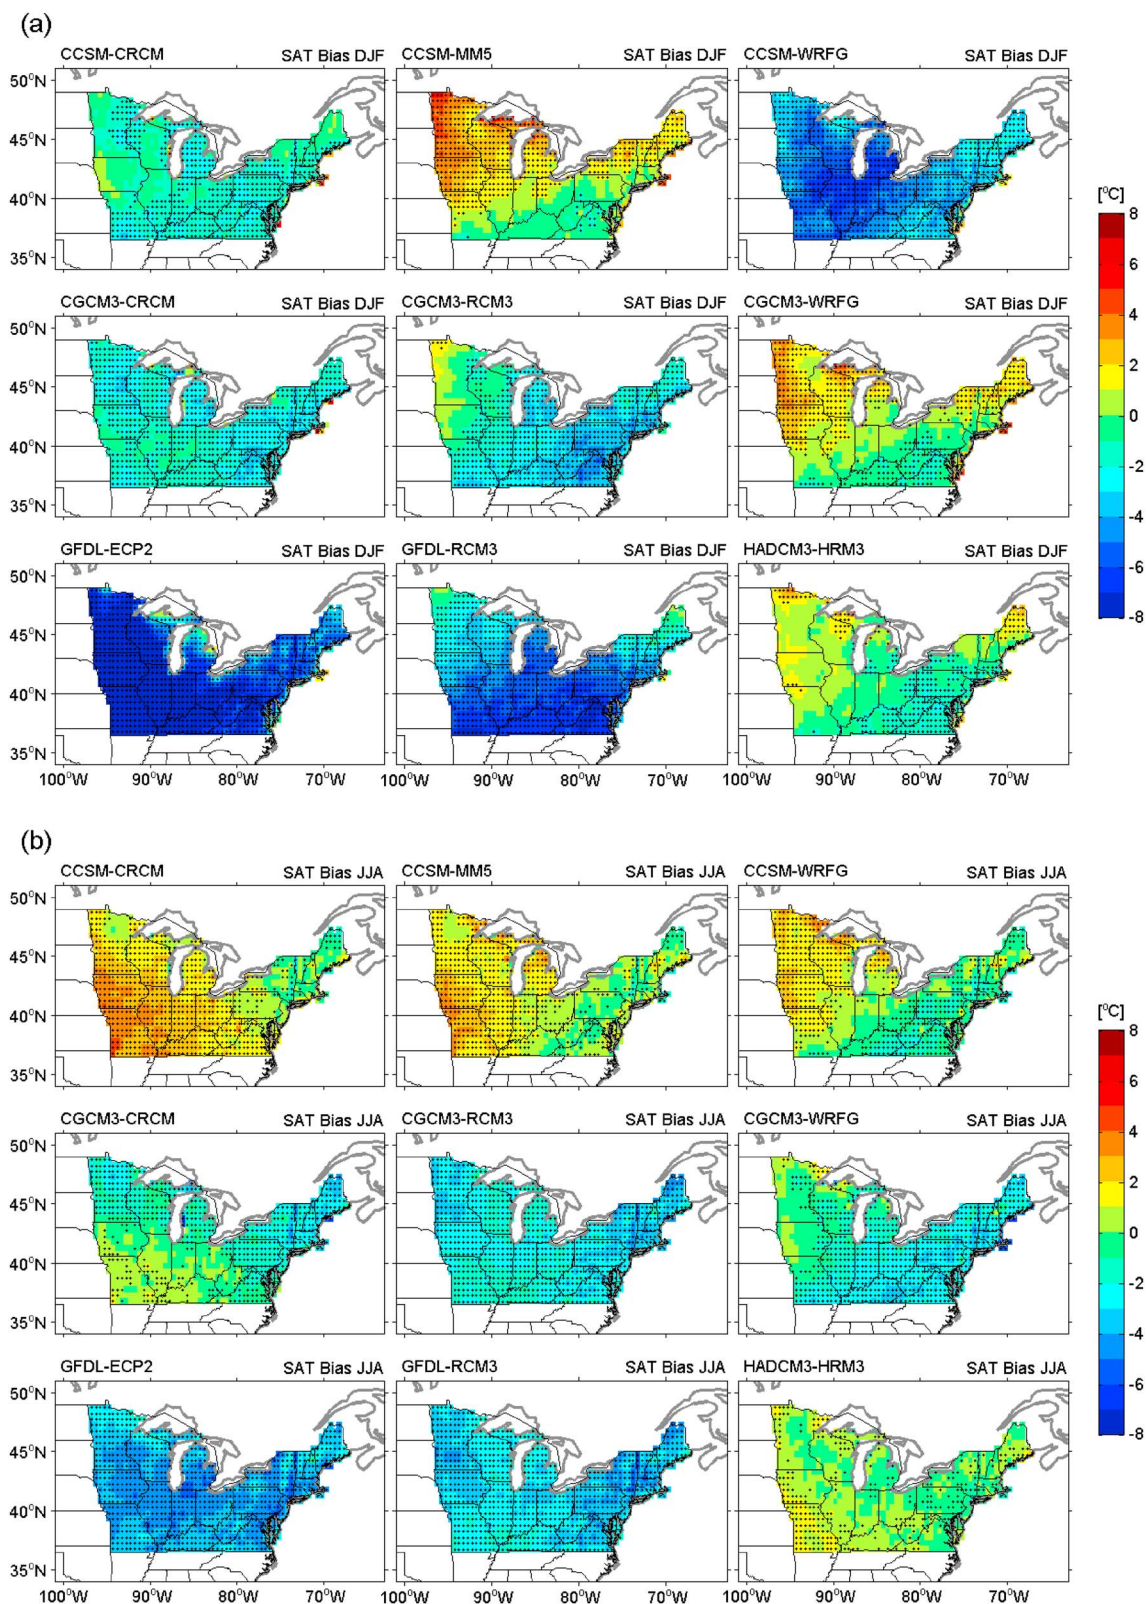 (a)
CCSM-CRCM SAT Bias DJF CCSM-MM5 SAT Bias DJF CCSM-WRFG SAT Bias DJF
50°N
45°N
40°N
35°N
CGCM3-CRCM SAT Bias DJF CGCM3-RCM3 SAT Bias DJF CGCM3-WRFG SAT Bias DJF
50°N
45°N
40°N
35°N
GFDL-ECP2 SAT Bias DJF GFDL-RCM3 SAT Bias DJF HADCM3-HRM3 SAT Bias DJF
50°N
45°N
40°N
35°N
100°W 90°W 80°W 70°W 100°W 90°W 80°W 70°W 100°W 90°W 80°W 70°W
[°C]
8
6
4
2
0
-2
-4
-6
-8
(b)
CCSM-CRCM SAT Bias JJA CCSM-MM5 SAT Bias JJA CCSM-WRFG SAT Bias JJA
50°N
45°N
40°N
35°N
CGCM3-CRCM SAT Bias JJA CGCM3-RCM3 SAT Bias JJA CGCM3-WRFG SAT Bias JJA
50°N
45°N
40°N
35°N
GFDL-ECP2 SAT Bias JJA GFDL-RCM3 SAT Bias JJA HADCM3-HRM3 SAT Bias JJA
50°N
45°N
40°N
35°N
100°W 90°W 80°W 70°W 100°W 90°W 80°W 70°W 100°W 90°W 80°W 70°W
[°C]
8
6
4
2
0
-2
-4
-6
-8